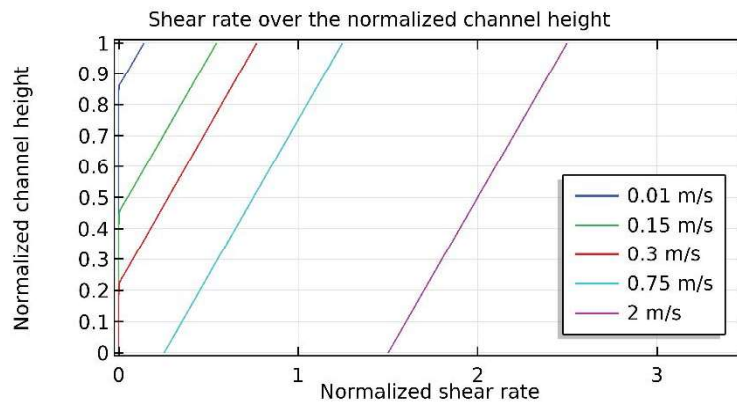 Shear rate over the normalized channel height
Normalized channel height
1
0.9
0.8
0.7
0.6
0.5
0.4
0.3
0.2
0.1
0
0 1 2 3
Normalized shear rate
0.01 m/s
0.15 m/s
0.3 m/s
0.75 m/s
2 m/s